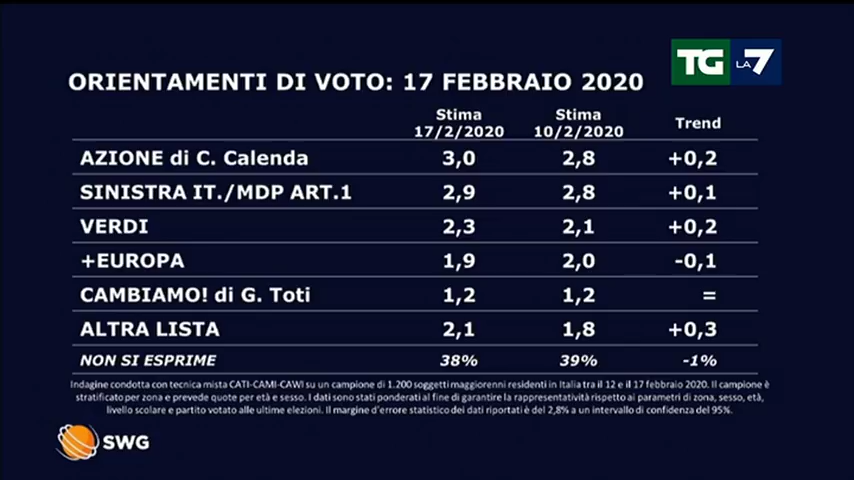 TG LA7
ORIENTAMENTI DI VOTO: 17 FEBBRAIO 2020
Stima 17/2/2020 Stima 10/2/2020 Trend
AZIONE di C. Calenda 3,0 2,8 +0,2
SINISTRA IT./MDP ART.1 2,9 2,8 +0,1
VERDI 2,3 2,1 +0,2
+EUROPA 1,9 2,0 -0,1
CAMBIAMO! di G. Toti 1,2 1,2 =
ALTRA LISTA 2,1 1,8 +0,3
NON SI ESPRIME 38% 39% -1%
Indagine condotta con tecnica mista CATI-CAMI-CAWI su un campione di 1.200 soggetti maggiorenni residenti in Italia tra il 12 e il 17 febbraio 2020. Il campione è
stratificato per zona e prevede quote per età e sesso. I dati sono stati ponderati al fine di garantire la rappresentatività rispetto ai parametri di zona, sesso, età,
livello scolare e partito votato alle ultime elezioni. Il margine d'errore statistico dei dati riportati è del 2,8% a un intervallo di confidenza del 95%.
SWG